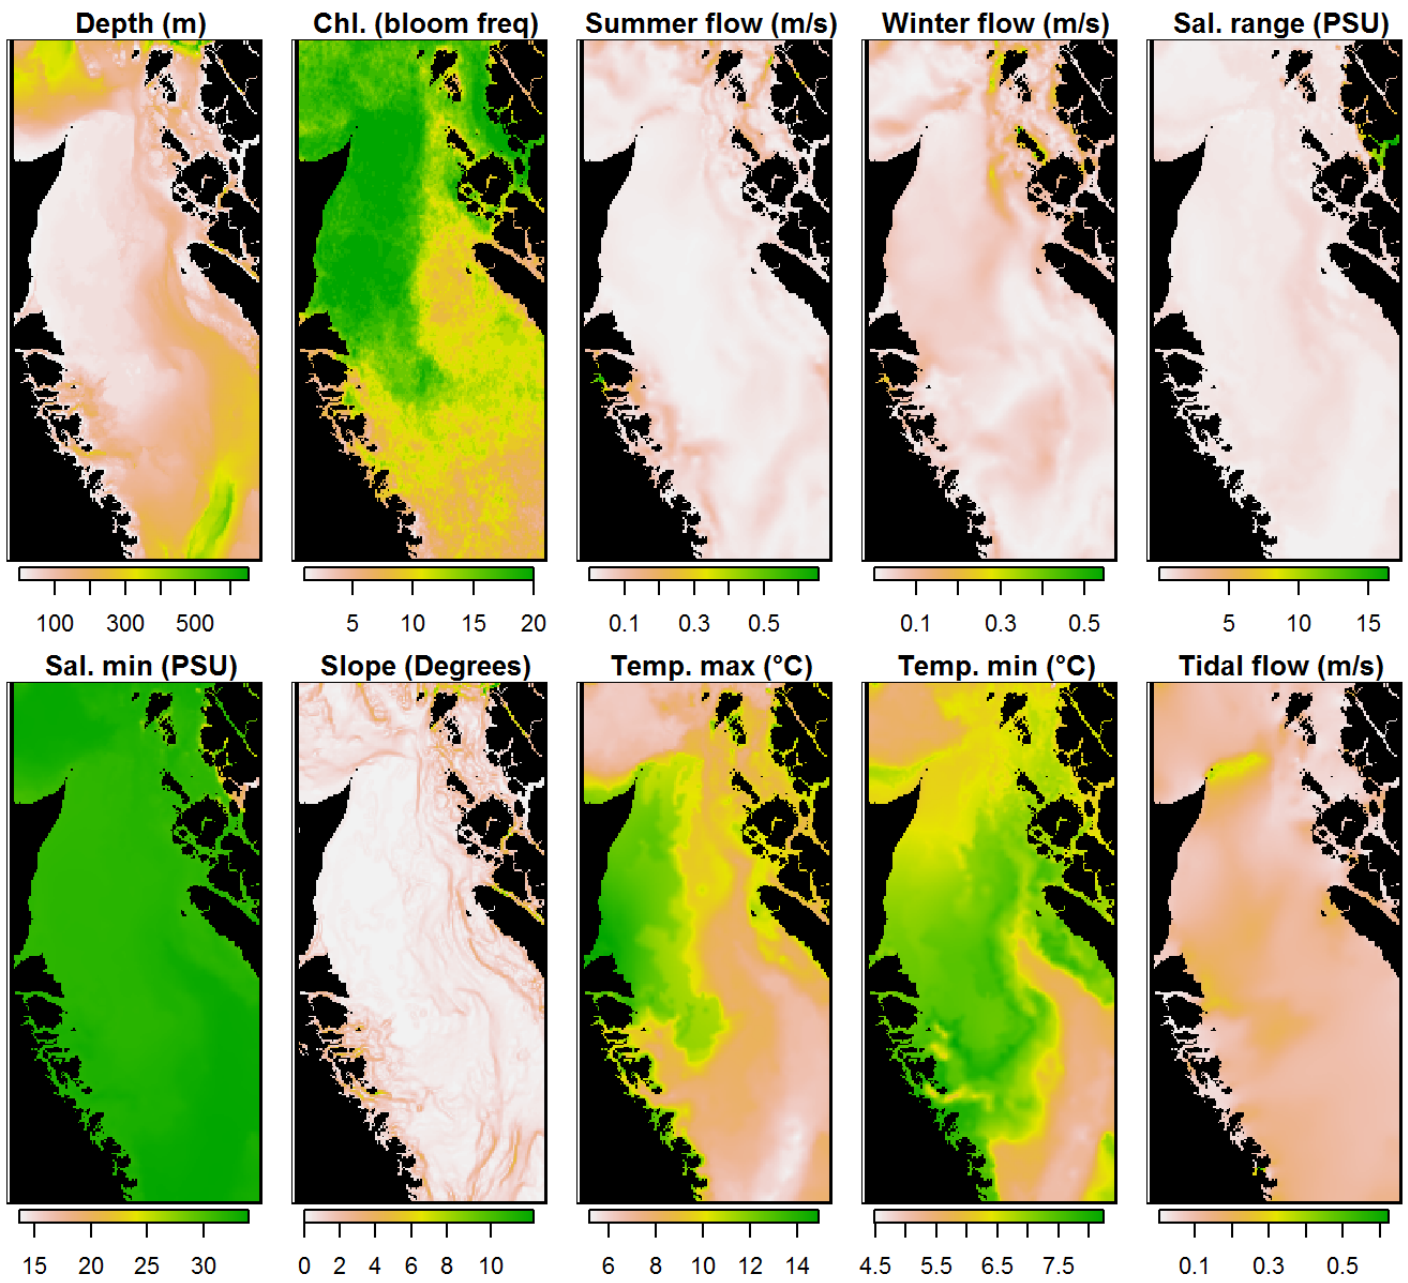 Depth (m) Chl. (bloom freq) Summer flow (m/s) Winter flow (m/s) Sal. range (PSU)
100 300 500 5 10 15 20 0.1 0.3 0.5 0.1 0.3 0.5 5 10 15
Sal. min (PSU) Slope (Degrees) Temp. max (°C) Temp. min (°C) Tidal flow (m/s)
15 20 25 30 0 2 4 6 8 10 6 8 10 12 14 4.5 5.5 6.5 7.5 0.1 0.3 0.5